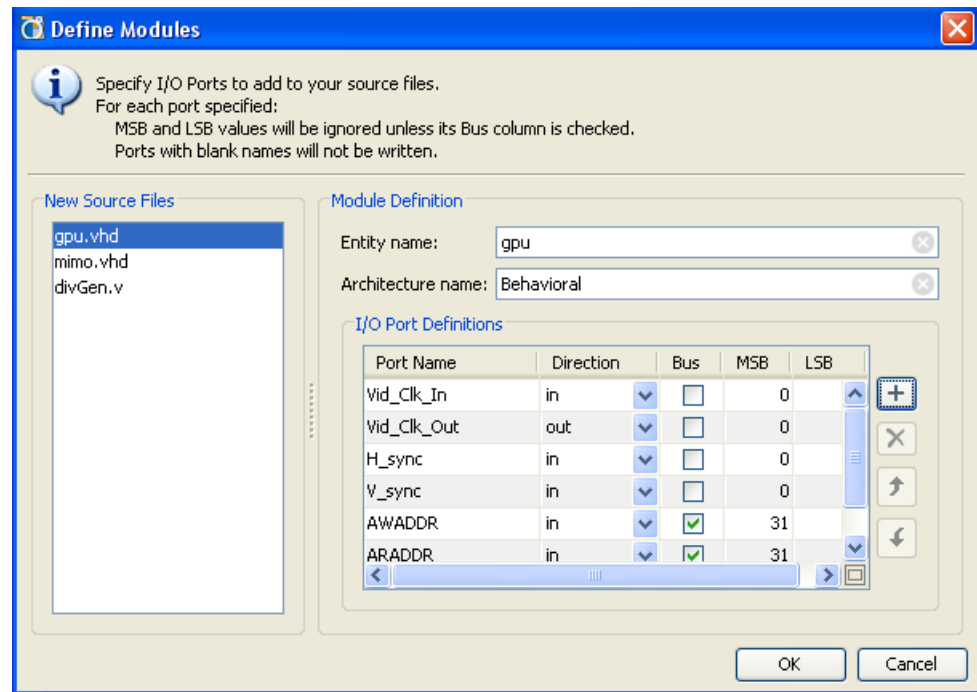 Define Modules
Specify I/O Ports to add to your source files.
For each port specified:
MSB and LSB values will be ignored unless its Bus column is checked.
Ports with blank names will not be written.
New Source Files
gpu.vhd
mimo.vhd
divGen.v
Module Definition
Entity name: gpu
Architecture name: Behavioral
I/O Port Definitions
Port Name Direction Bus MSB LSB
Vid_Clk_In in 0
Vid_Clk_Out out 0
H_sync in 0
V_sync in 0
AWADDR in 31
ARADDR in 31
OK Cancel